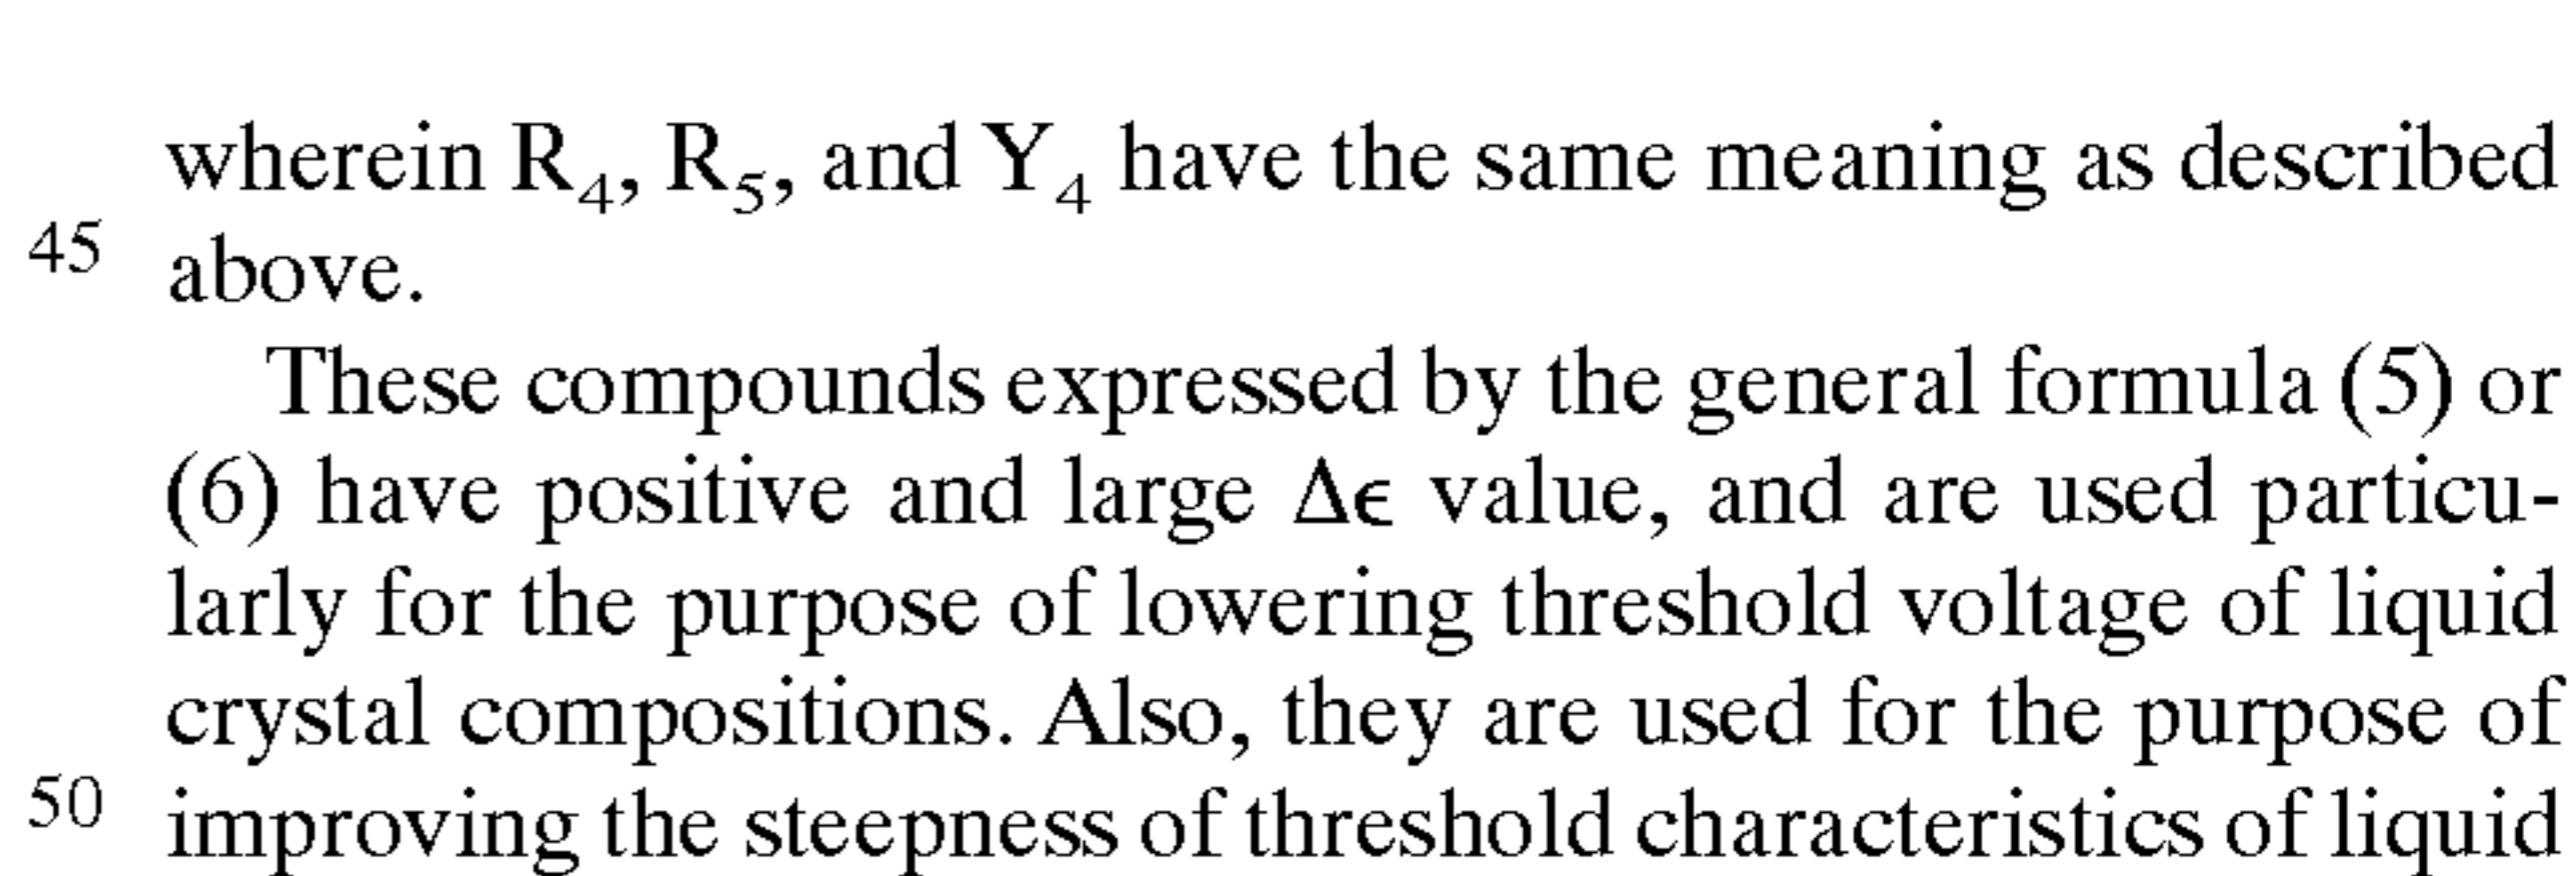 wherein R₄, R₅, and Y₄ have the same meaning as described
45 above.
These compounds expressed by the general formula (5) or
(6) have positive and large Δϵ value, and are used particu-
larly for the purpose of lowering threshold voltage of liquid
crystal compositions. Also, they are used for the purpose of
50 improving the steepness of threshold characteristics of liquid